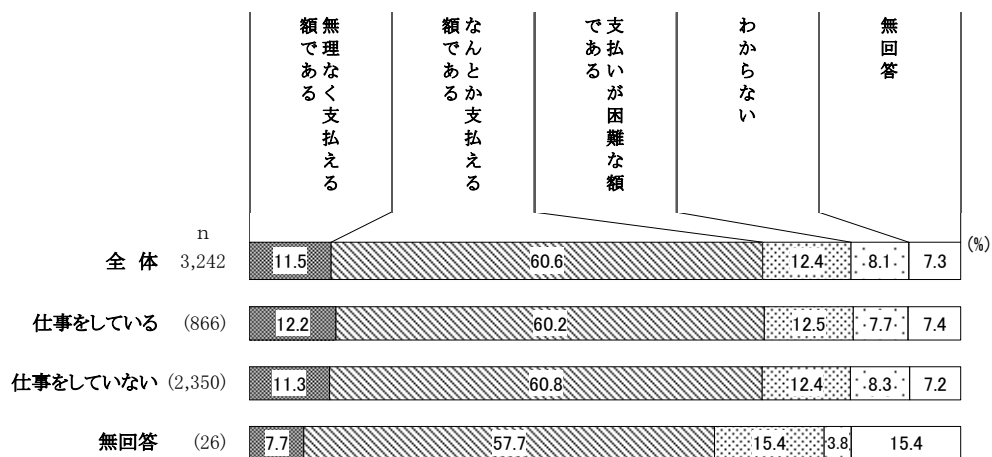 無理なく支払える
額である
なんとか支払える
額である
支払いが困難な額
である
わからない
無回答
(%)
n
全 体 3,242 11.5 60.6 12.4 8.1 7.3
仕事をしている (866) 12.2 60.2 12.5 7.7 7.4
仕事をしていない (2,350) 11.3 60.8 12.4 8.3 7.2
無回答 (26) 7.7 57.7 15.4 3.8 15.4